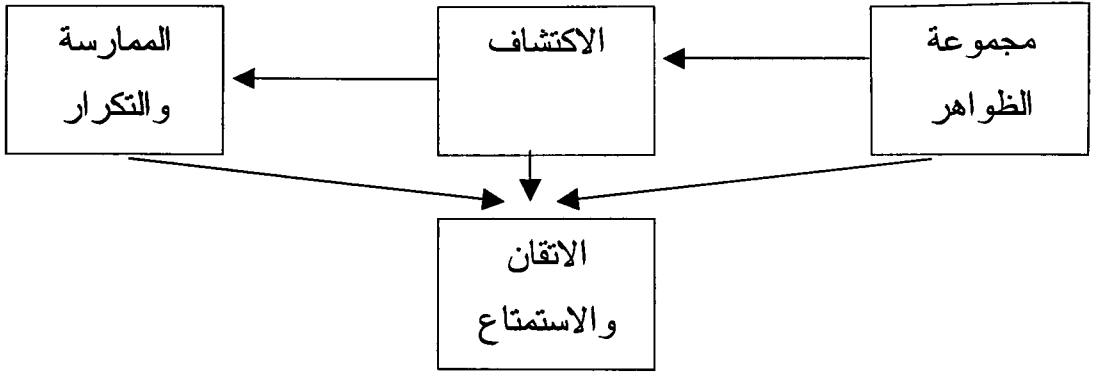 مجموعة
الظواهر
الاكتشاف
الممارسة
والتكرار
الاتقان
والاستمتاع